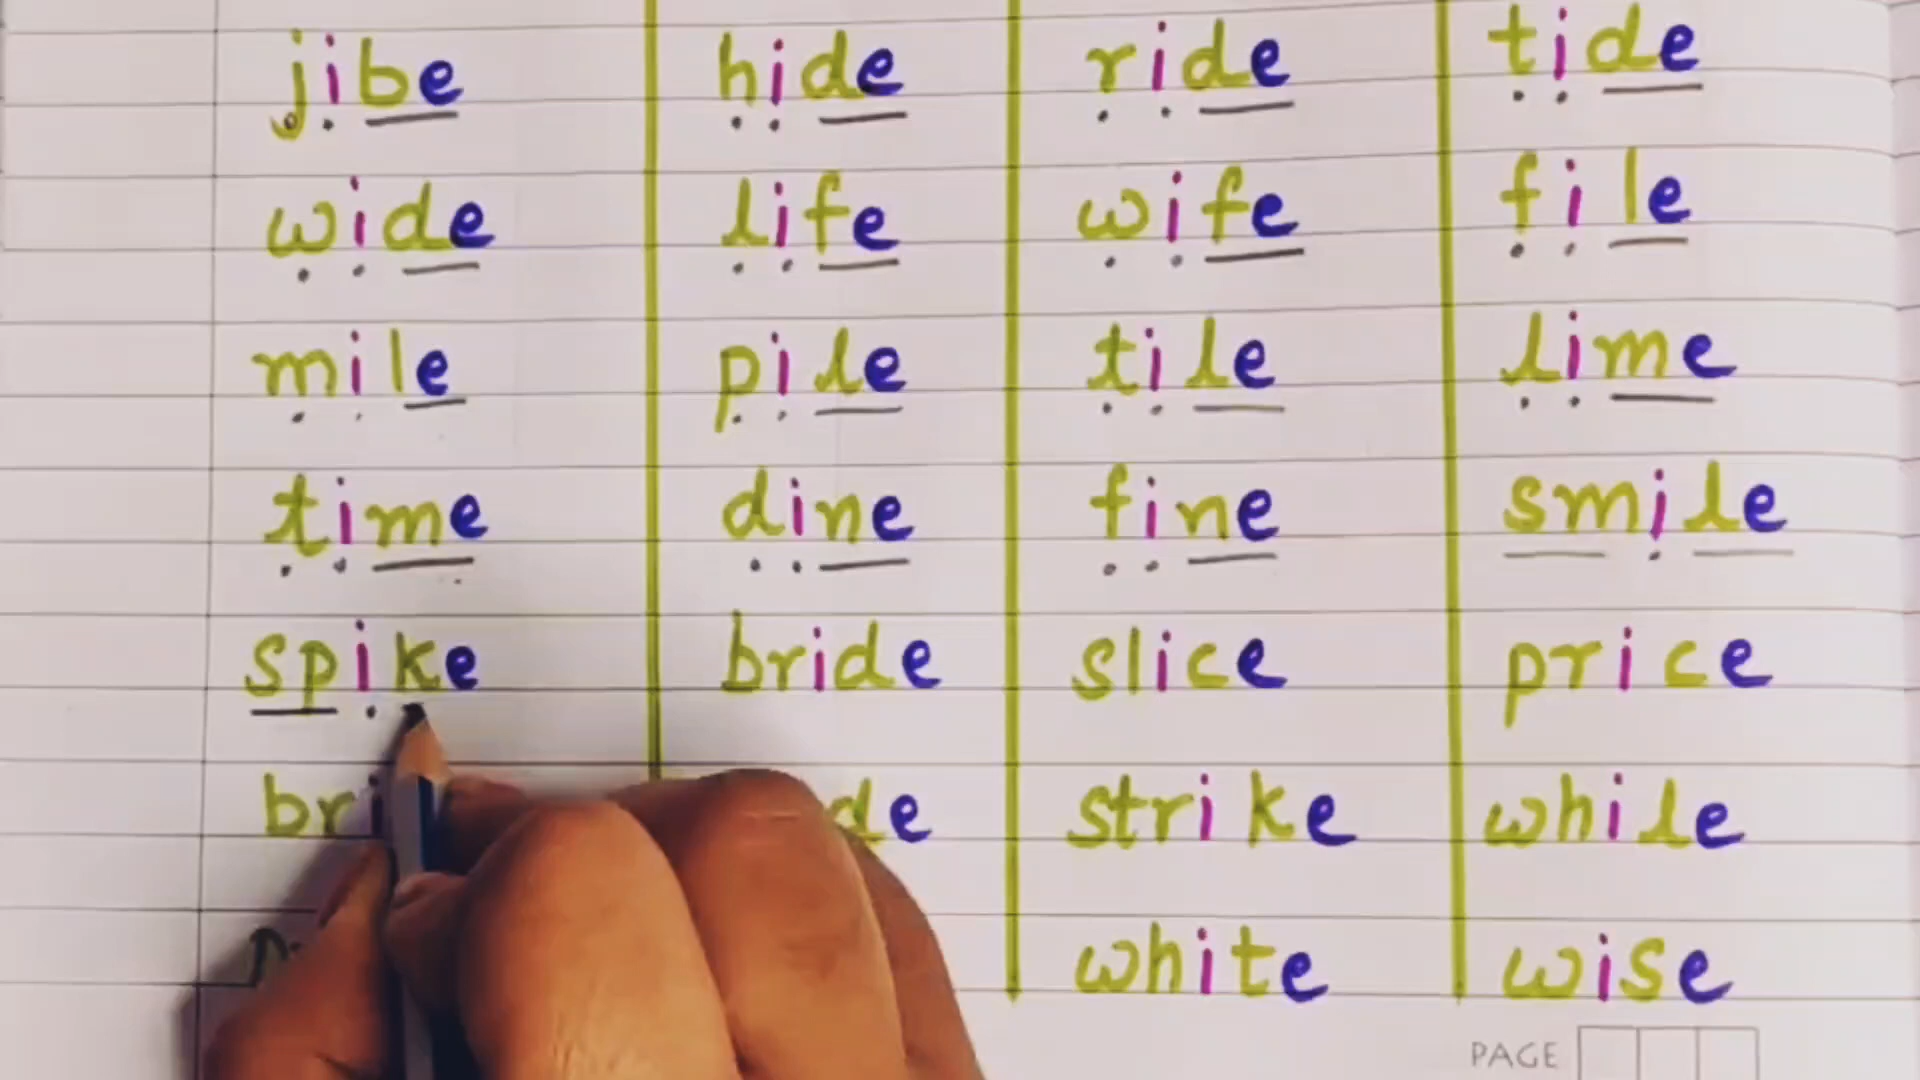 jibe hide ride tide
wide life wife file
mile pile tile lime
time dine fine smile
spike bride slice price
strike while
white wise
PAGE